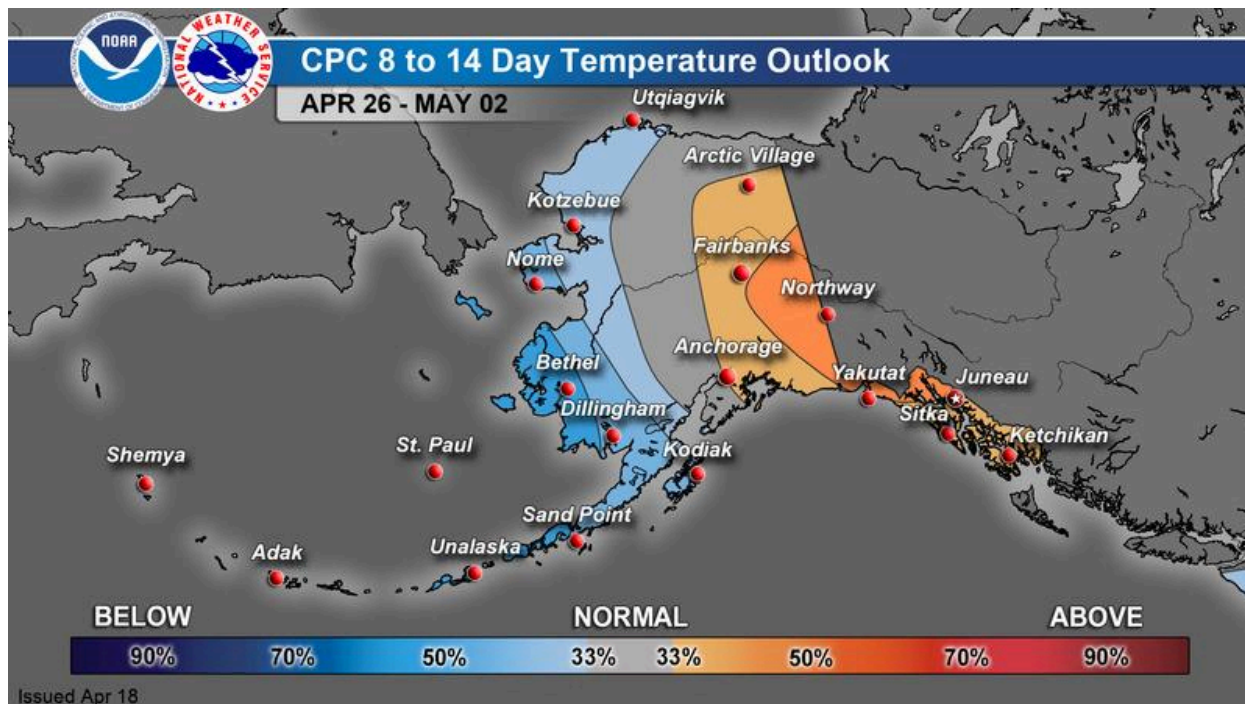 NOAA
NATIONAL WEATHER SERVICE
CPC 8 to 14 Day Temperature Outlook
APR 26 - MAY 02
Utqiagvik
Arctic Village
Kotzebue
Fairbanks
Nome
Northway
Anchorage
Bethel
Yakutat
Juneau
Dillingham
Sitka
Ketchikan
St. Paul
Kodiak
Shemya
Sand Point
Unalaska
Adak
BELOW NORMAL ABOVE
90% 70% 50% 33% 33% 50% 70% 90%
Issued Apr 18